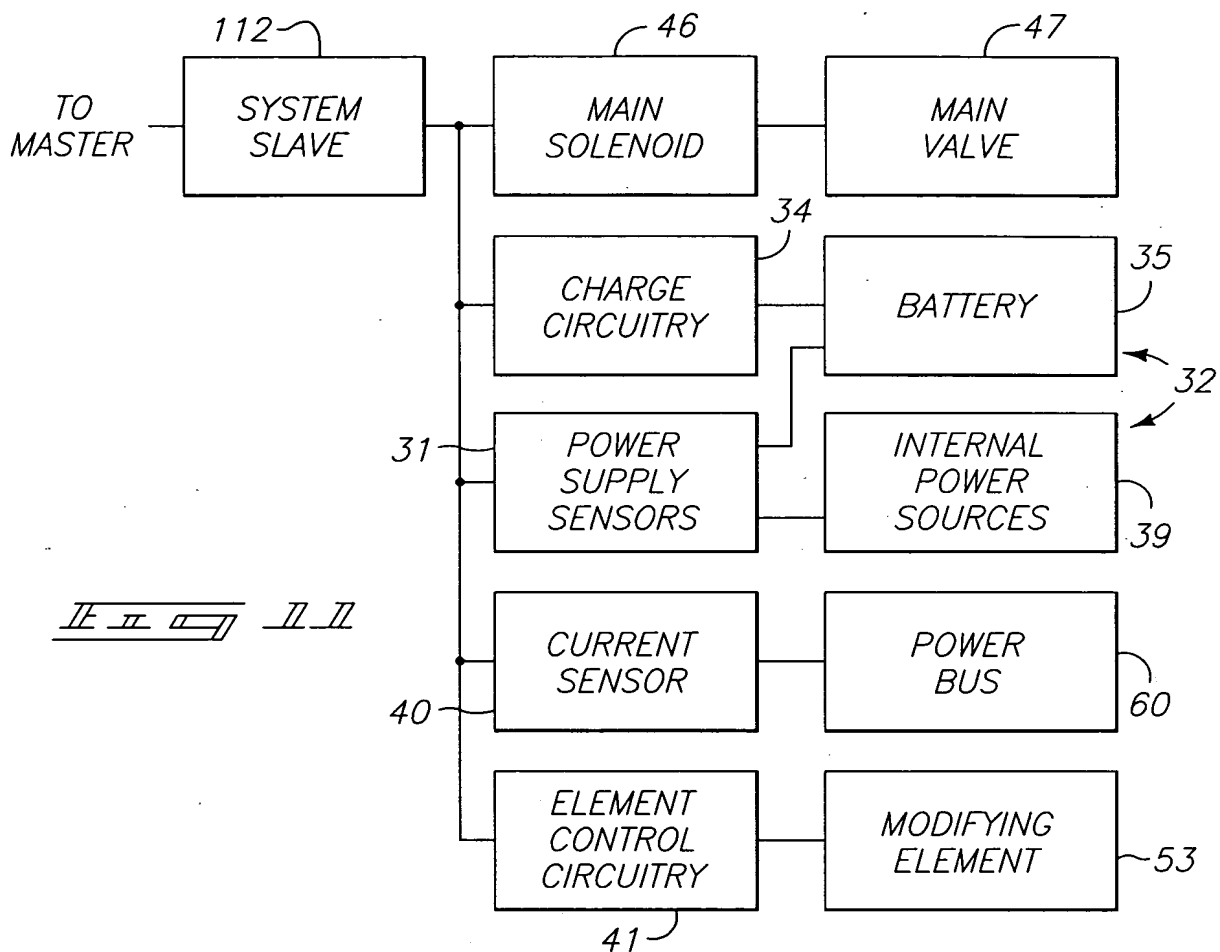 112
46
47
TO
MASTER
SYSTEM
SLAVE
MAIN
SOLENOID
MAIN
VALVE
34
35
CHARGE
CIRCUITRY
BATTERY
32
31
POWER
SUPPLY
SENSORS
INTERNAL
POWER
SOURCES
39
Fig 11
CURRENT
SENSOR
POWER
BUS
40
60
ELEMENT
CONTROL
CIRCUITRY
MODIFYING
ELEMENT
53
41